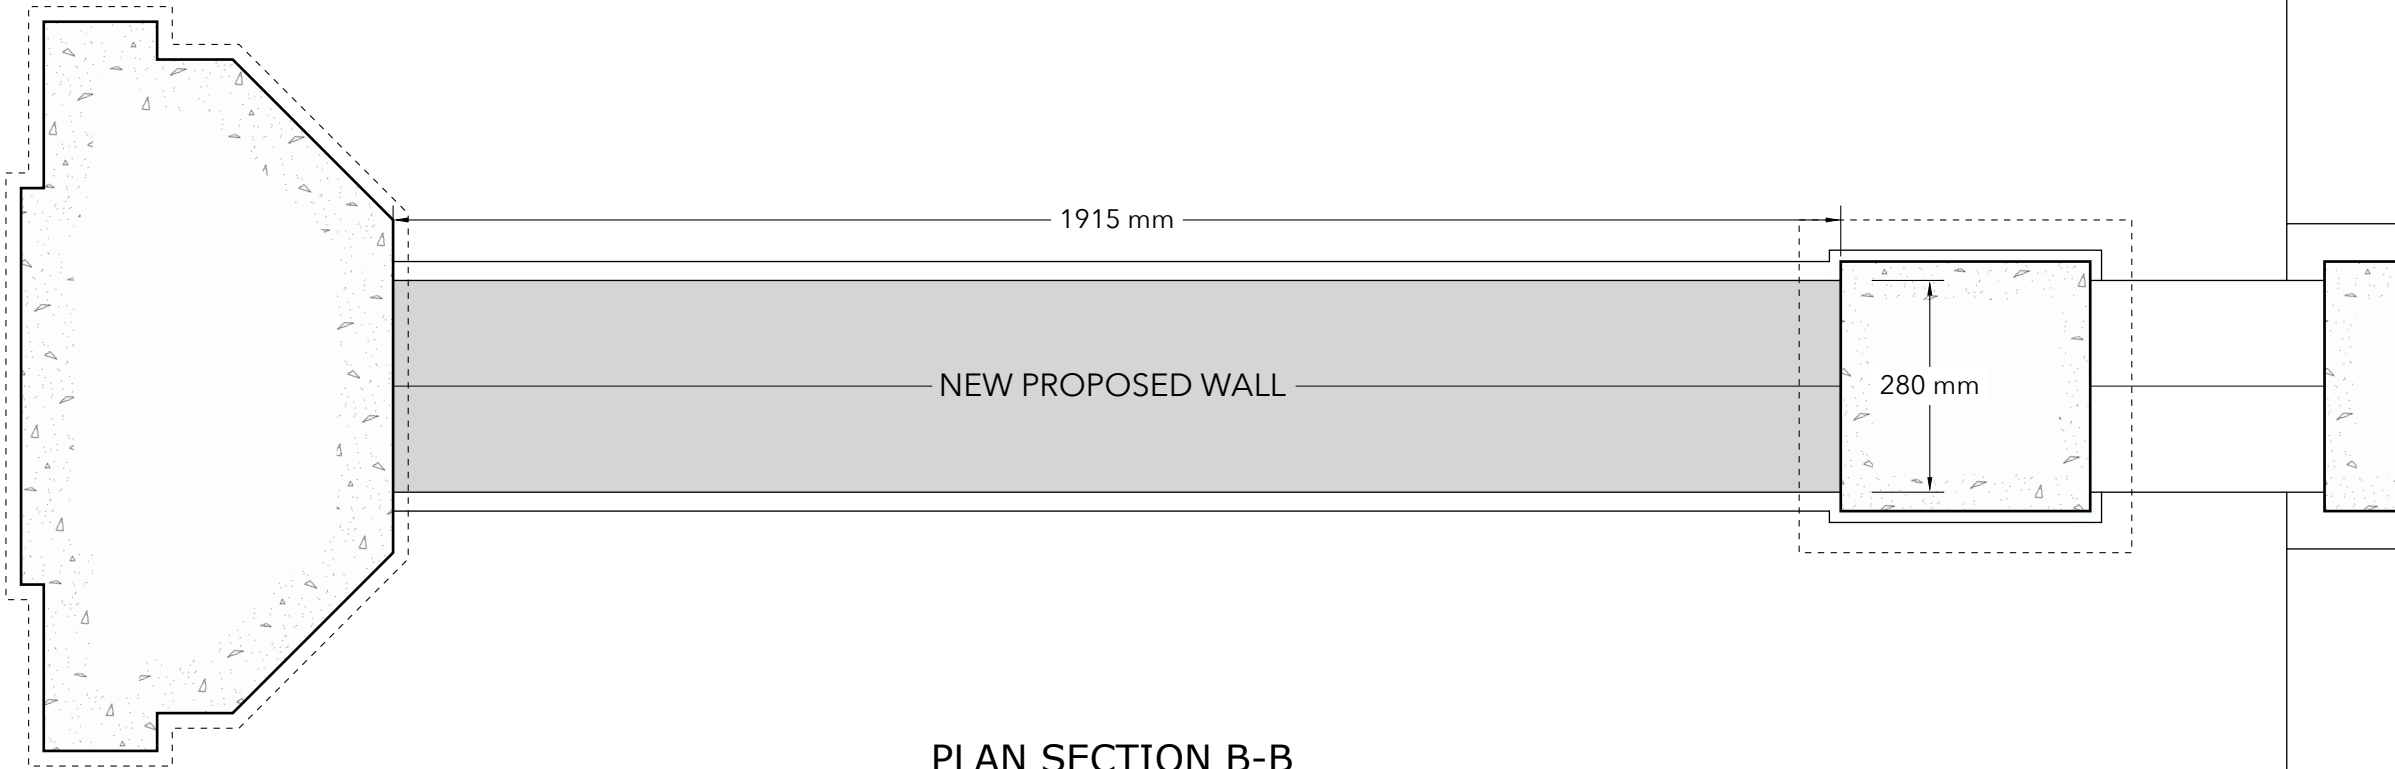 1915 mm
NEW PROPOSED WALL
280 mm
PLAN SECTION B-B